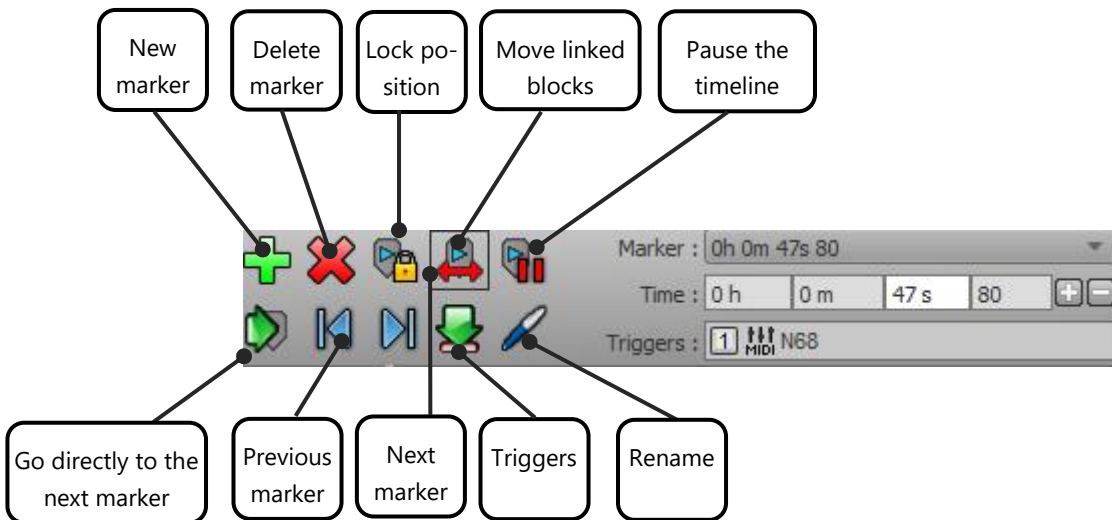 New
marker
Delete
marker
Lock po-
sition
Move linked
blocks
Pause the
timeline
Marker : 0h 0m 47s 80
Time : 0 h 0 m 47 s 80
Triggers : 1 MIDI N68
Go directly to the
next marker
Previous
marker
Next
marker
Triggers
Rename